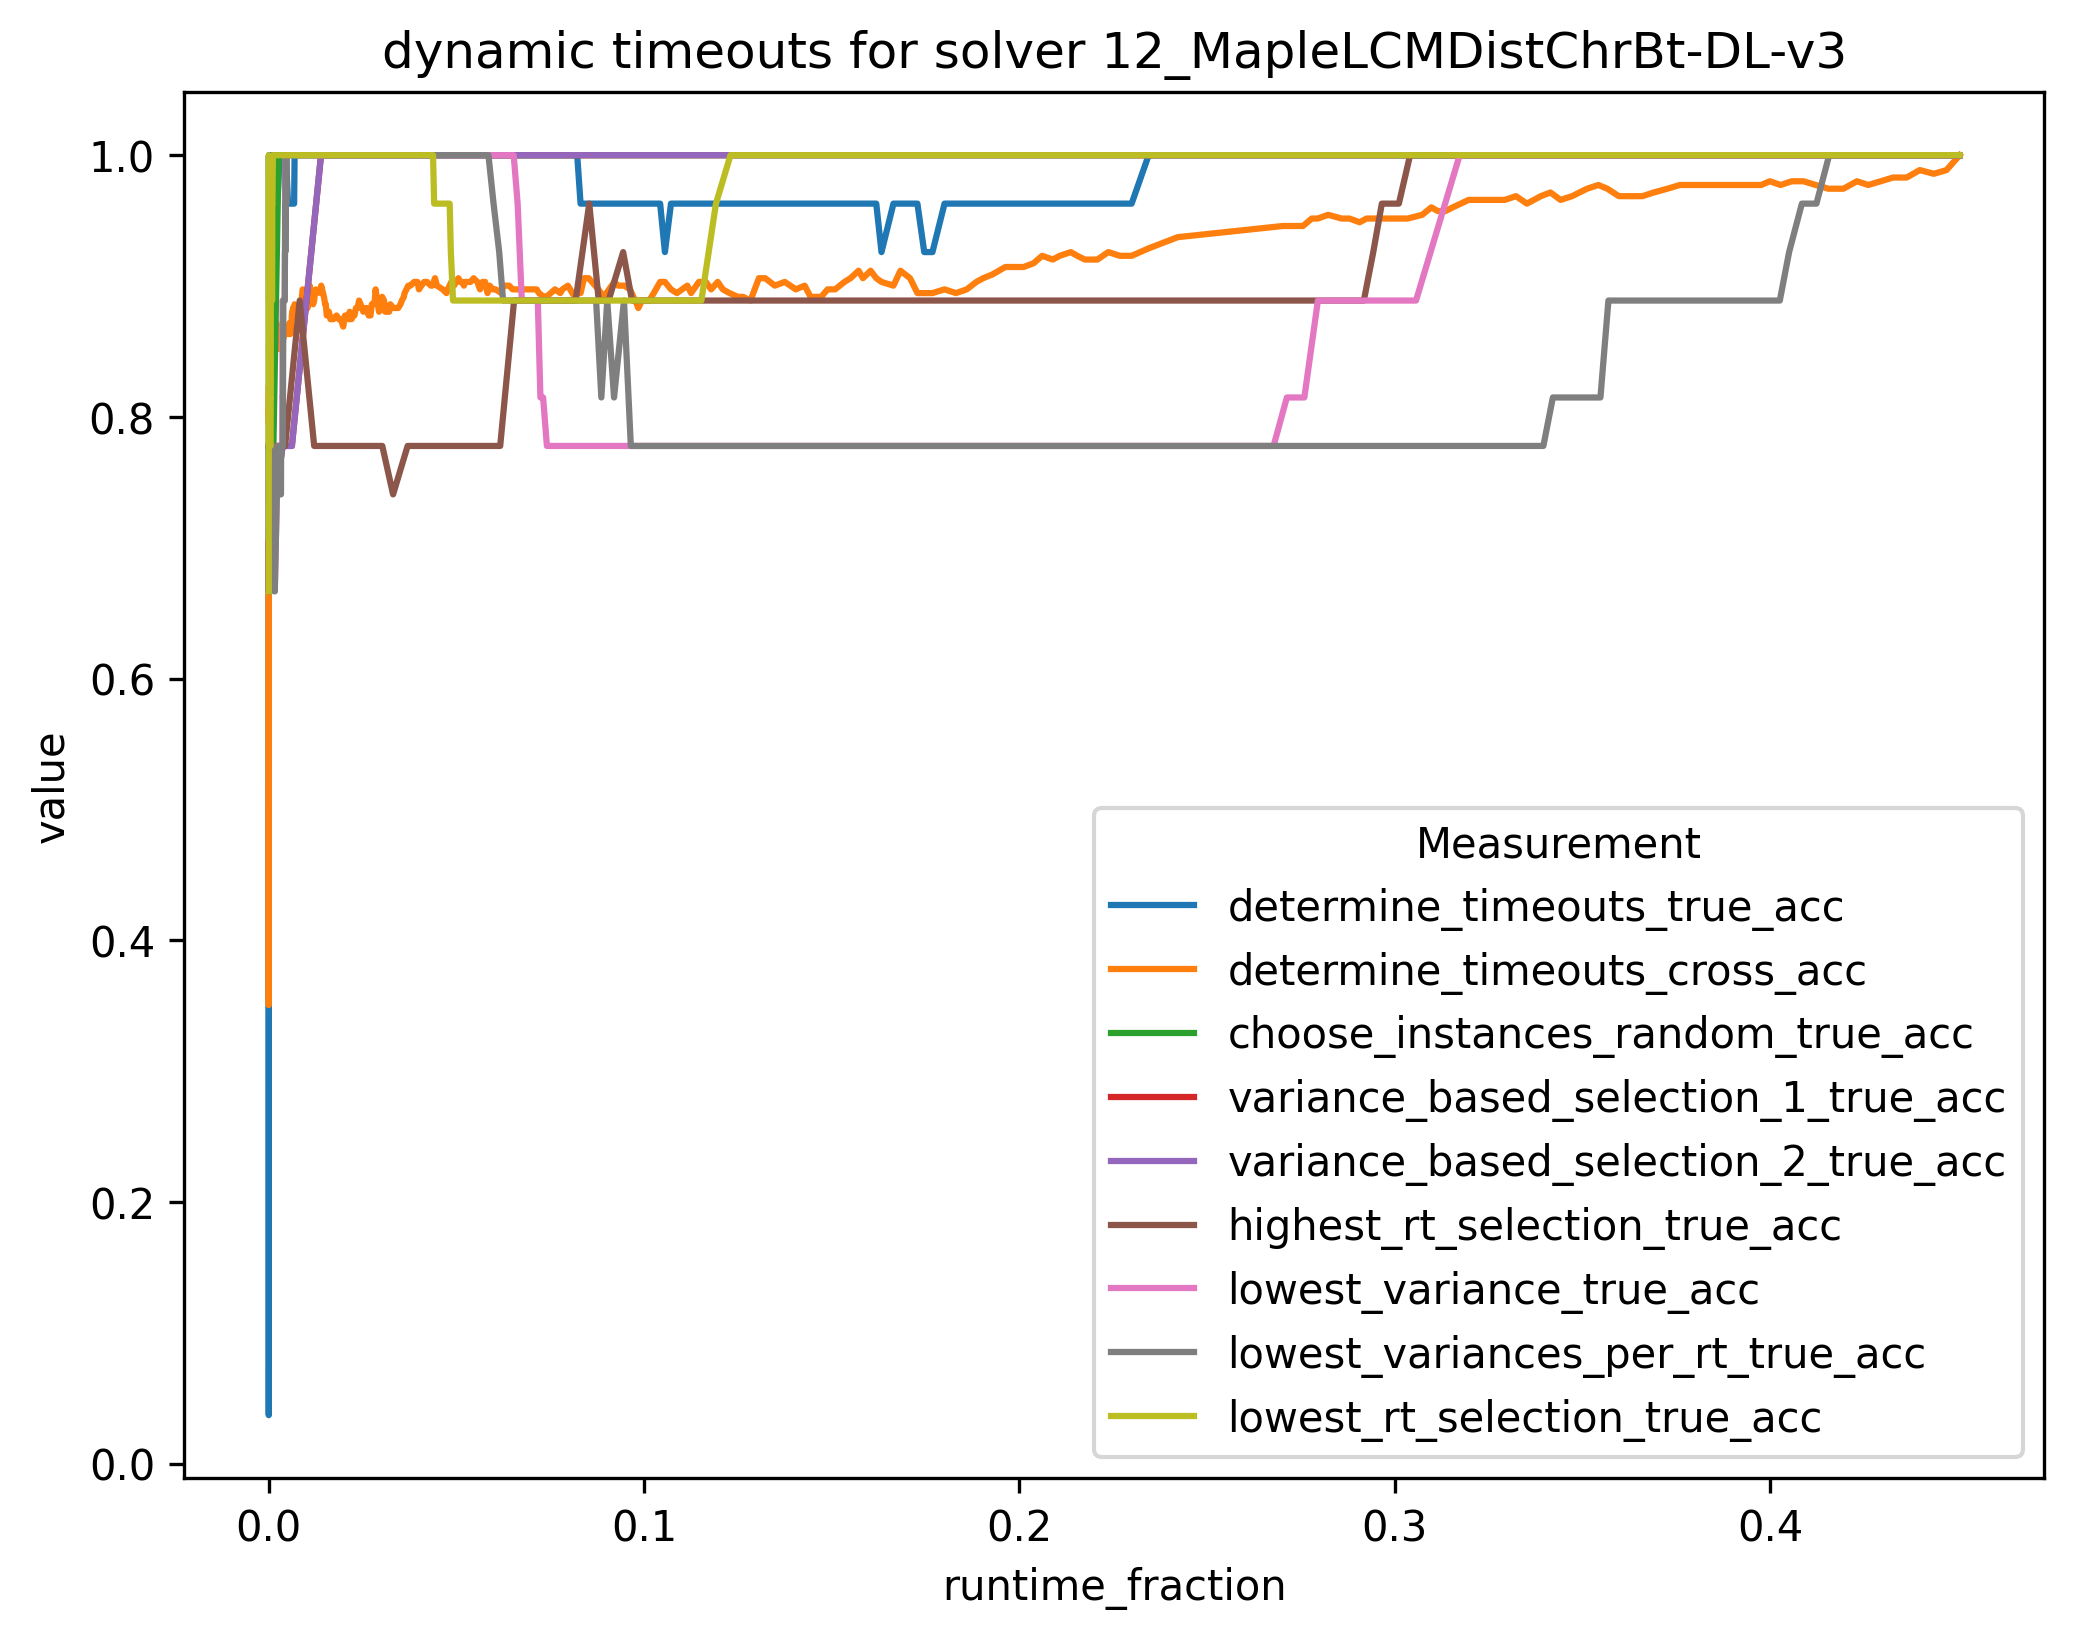 dynamic timeouts for solver 12_MapleLCMDistChrBt-DL-v3
1.0
0.8
0.6
0.4
0.2
0.0
value
0.0 0.1 0.2 0.3 0.4
runtime_fraction
Measurement
determine_timeouts_true_acc
determine_timeouts_cross_acc
choose_instances_random_true_acc
variance_based_selection_1_true_acc
variance_based_selection_2_true_acc
highest_rt_selection_true_acc
lowest_variance_true_acc
lowest_variances_per_rt_true_acc
lowest_rt_selection_true_acc